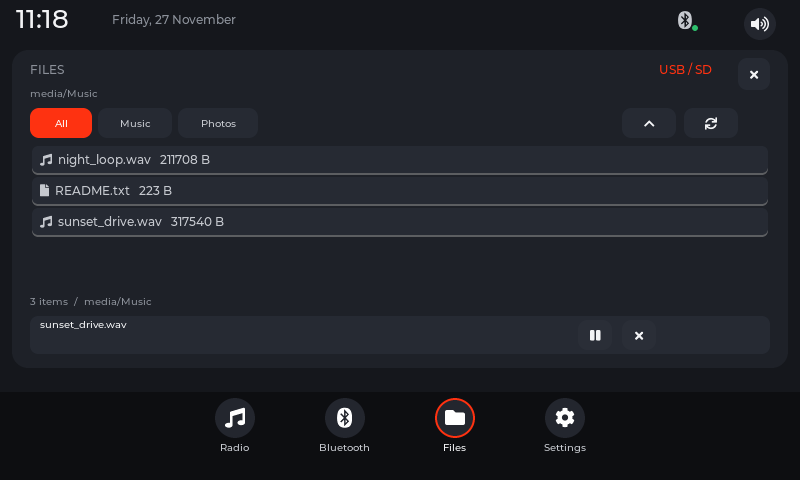 11:18
Friday, 27 November
FILES
USB / SD
media/Music
All
Music
Photos
night_loop.wav 211708 B
README.txt 223 B
sunset_drive.wav 317540 B
3 items / media/Music
sunset_drive.wav
Radio
Bluetooth
Files
Settings